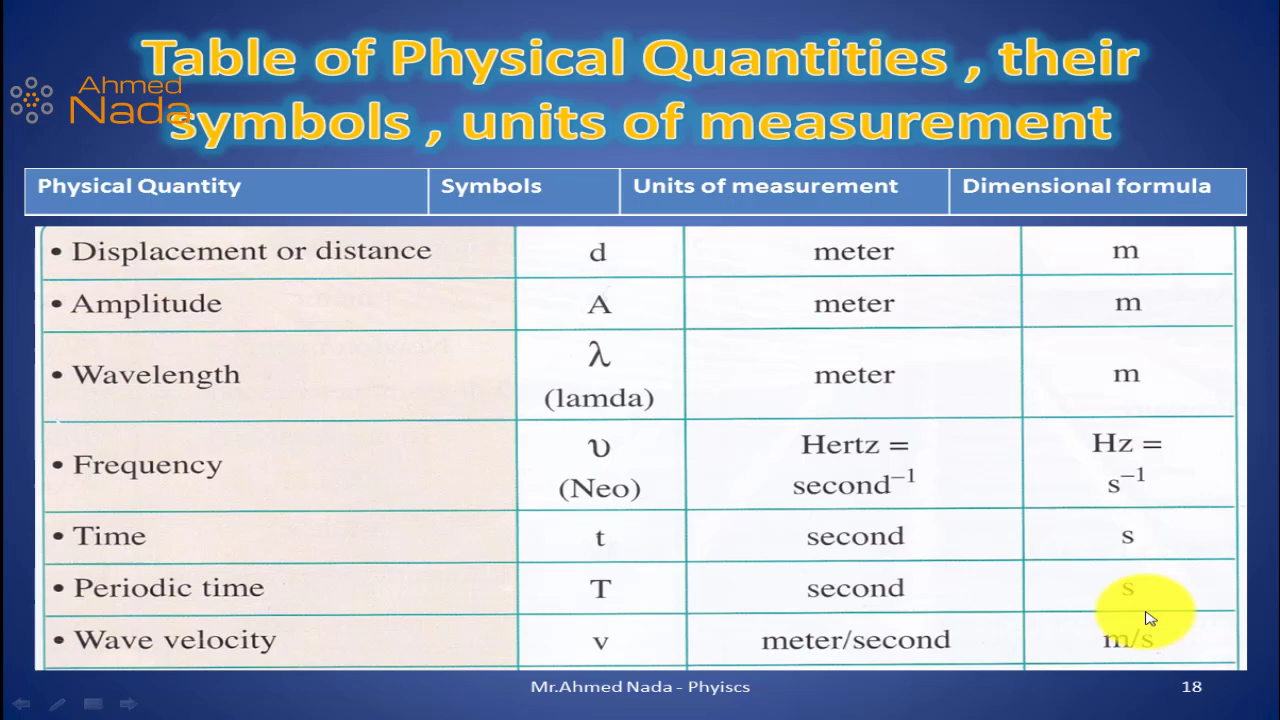 Table of Physical Quantities , their
symbols , units of measurement
Ahmed
Nada
Physical Quantity Symbols Units of measurement Dimensional formula
• Displacement or distance d meter m
• Amplitude A meter m
• Wavelength λ (lamda) meter m
• Frequency υ (Neo) Hertz = second⁻¹ Hz = s⁻¹
• Time t second s
• Periodic time T second s
• Wave velocity v meter/second m/s
Mr.Ahmed Nada - Phyiscs 18